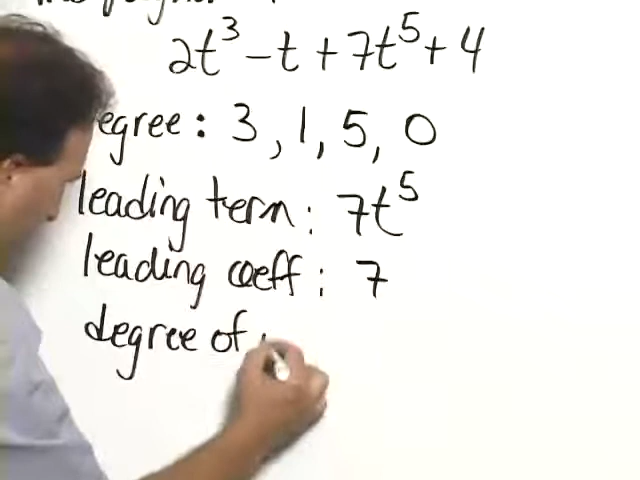 2t³ - t + 7t⁵ + 4
egree : 3, 1, 5, 0
leading term : 7t⁵
leading coeff : 7
degree of